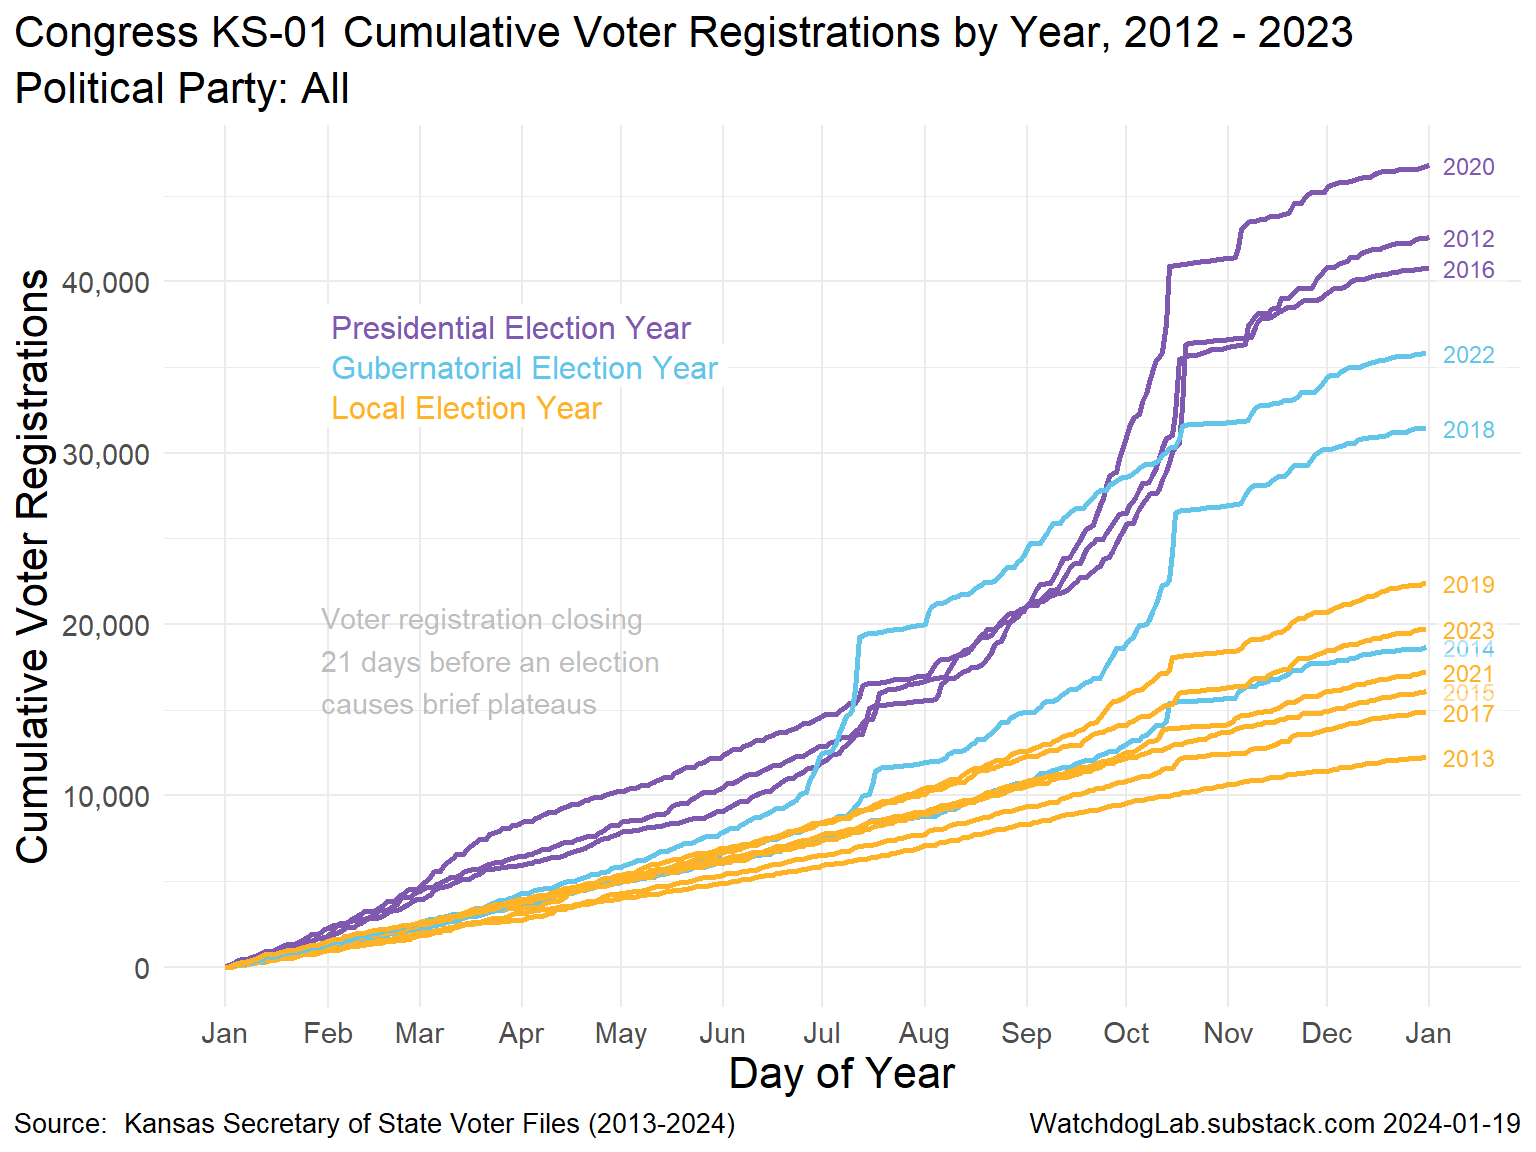 Congress KS-01 Cumulative Voter Registrations by Year, 2012 - 2023
Political Party: All
Cumulative Voter Registrations
40,000
30,000
20,000
10,000
0
Presidential Election Year
Gubernatorial Election Year
Local Election Year
Voter registration closing
21 days before an election
causes brief plateaus
2020
2012
2016
2022
2018
2019
2023
2014
2021
2015
2017
2013
Jan Feb Mar Apr May Jun Jul Aug Sep Oct Nov Dec Jan
Day of Year
Source:  Kansas Secretary of State Voter Files (2013-2024)
WatchdogLab.substack.com 2024-01-19